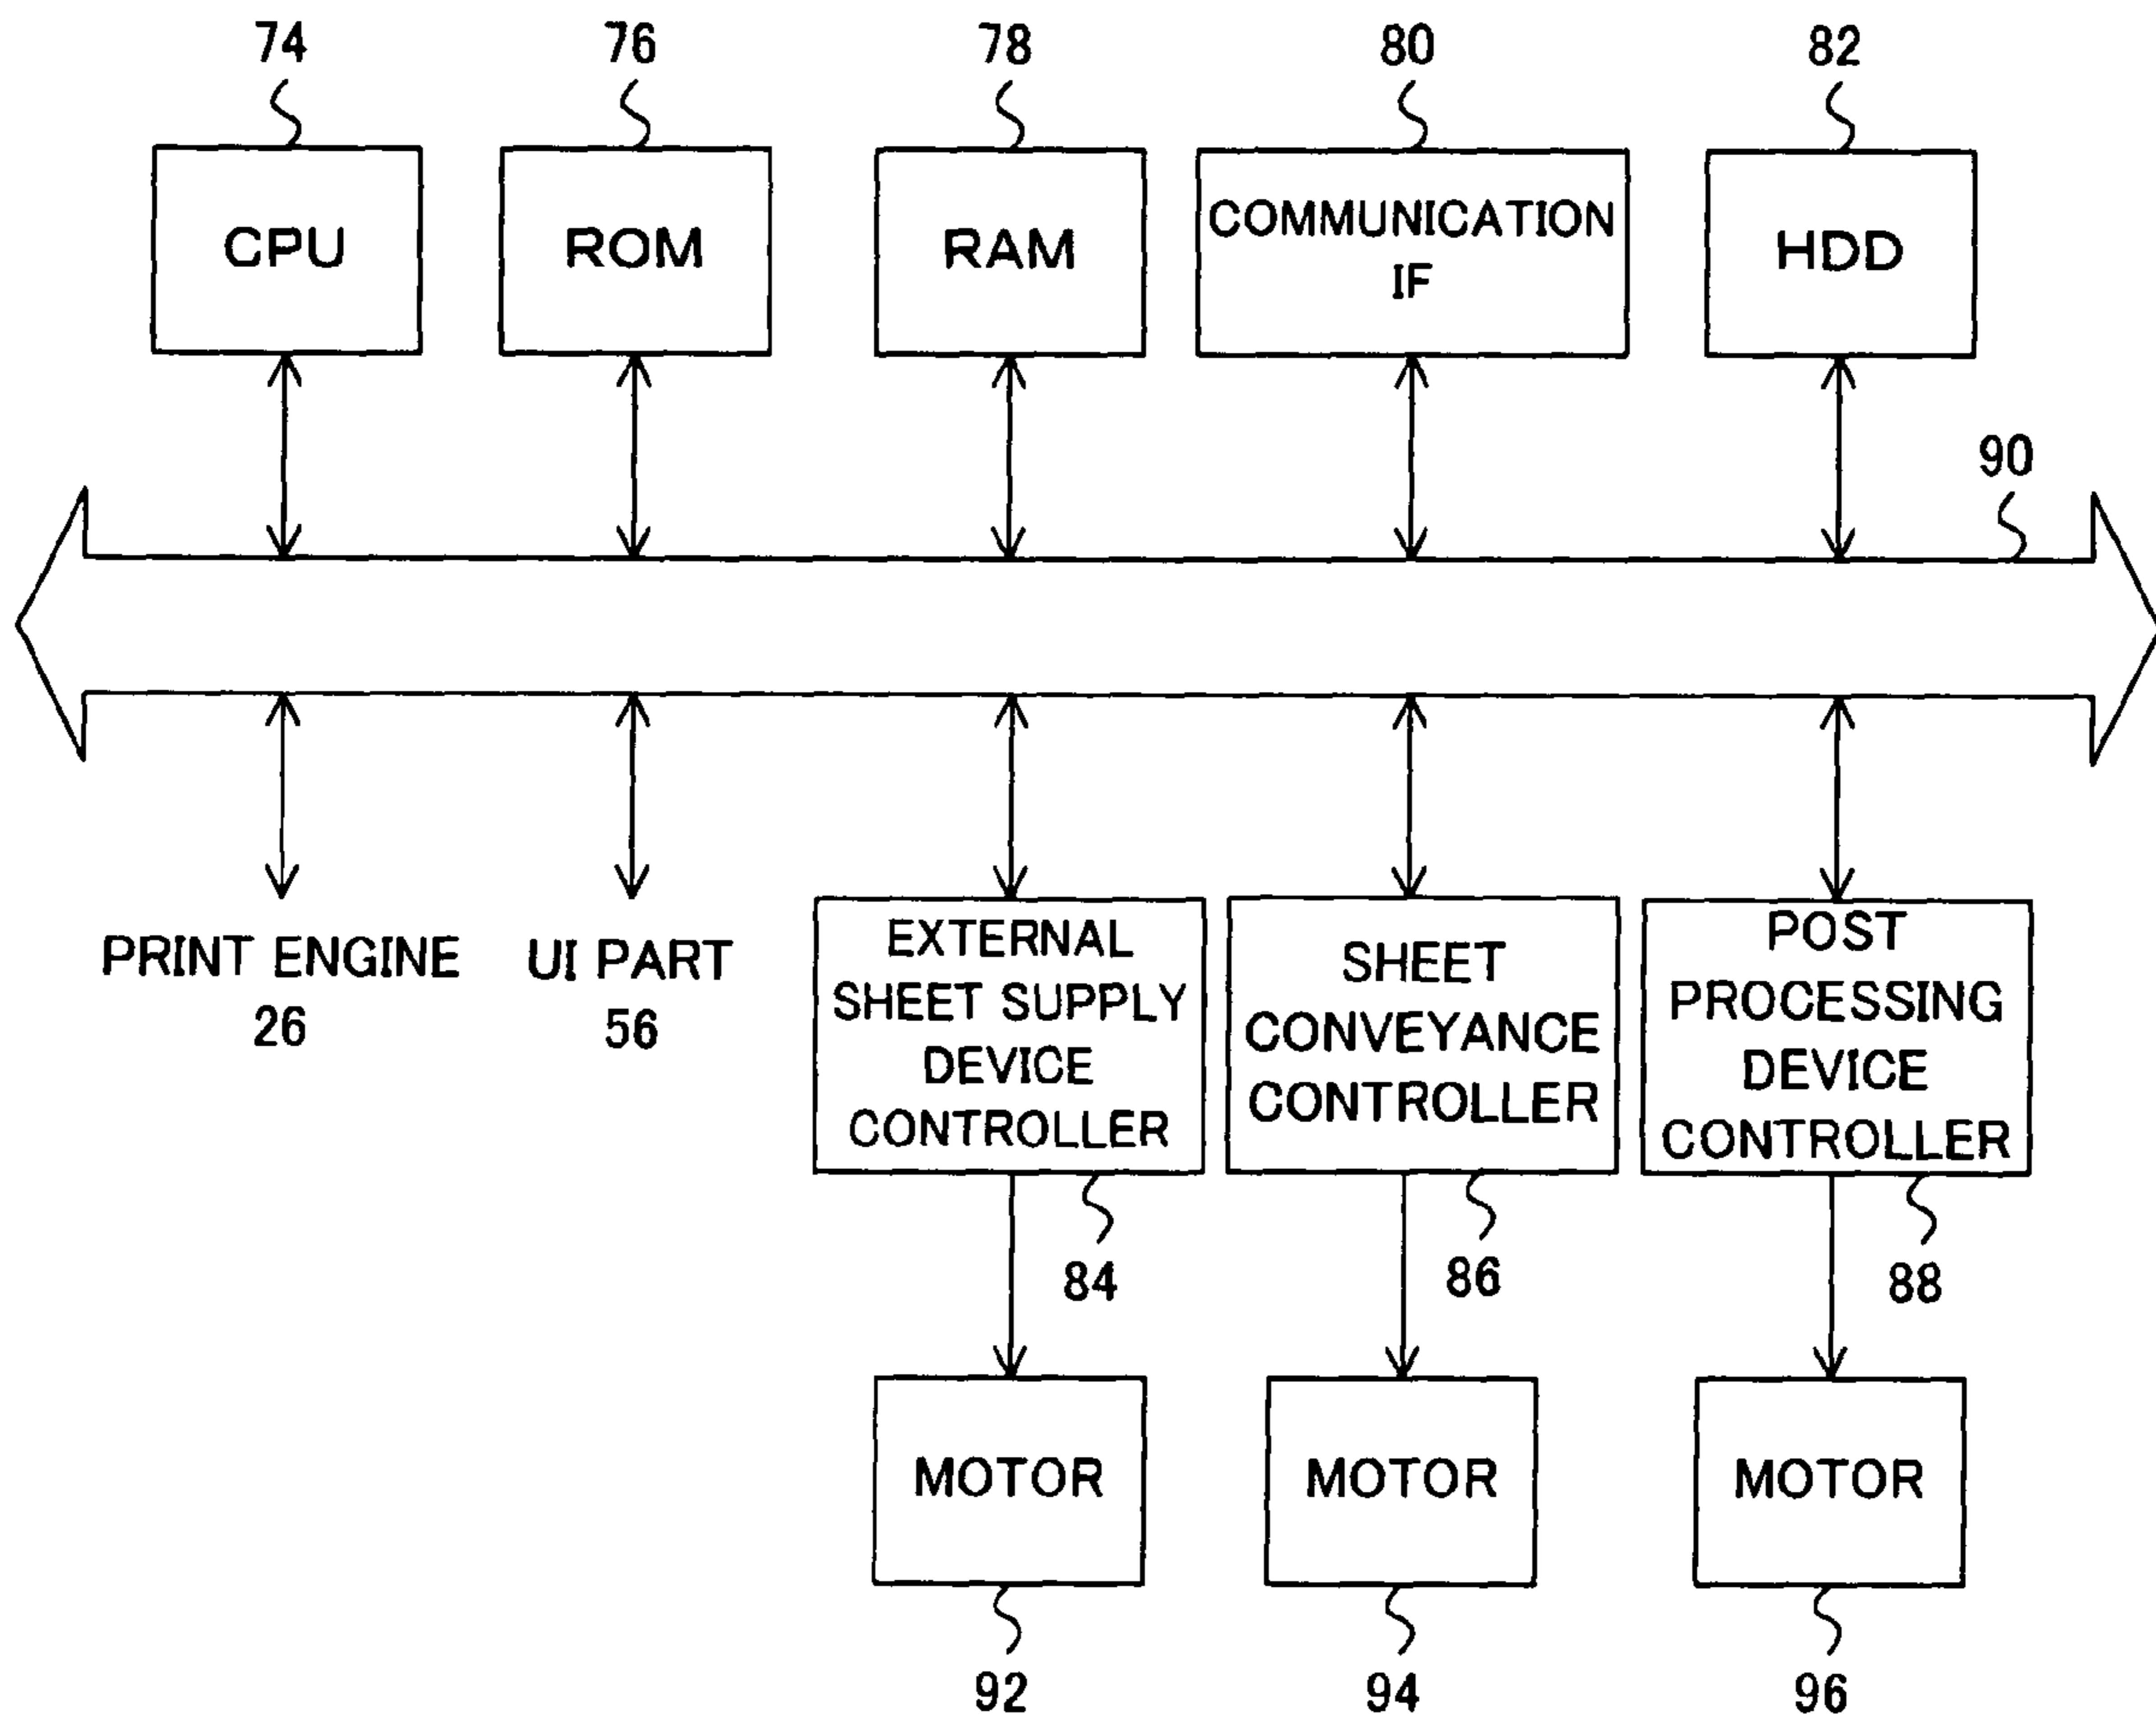 74
76
78
80
82
CPU
ROM
RAM
COMMUNICATION
IF
HDD
90
PRINT ENGINE
26
UI PART
56
EXTERNAL
SHEET SUPPLY
DEVICE
CONTROLLER
SHEET
CONVEYANCE
CONTROLLER
POST
PROCESSING
DEVICE
CONTROLLER
84
86
88
MOTOR
MOTOR
MOTOR
92
94
96